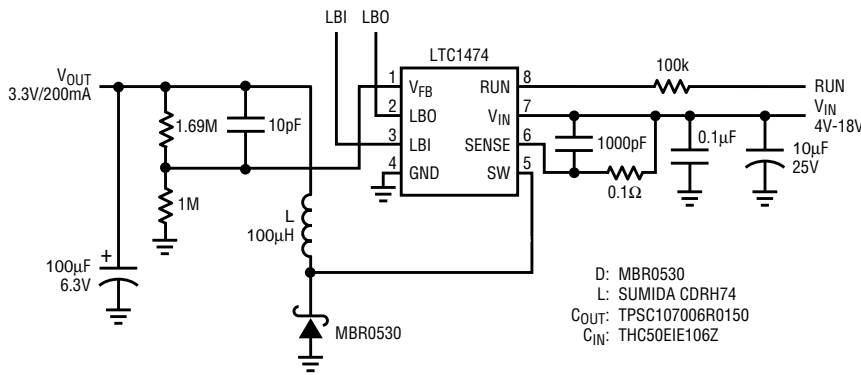 LBI LBO
LTC1474
V_OUT
3.3V/200mA
1.69M
10pF
1M
100µF
6.3V
+
L
100µH
MBR0530
1 V_FB
2 LBO
3 LBI
4 GND
RUN 8
V_IN 7
SENSE 6
SW 5
100k
RUN
V_IN
4V-18V
1000pF
0.1Ω
0.1µF
10µF
25V
D: MBR0530
L: SUMIDA CDRH74
C_OUT: TPSC107006R0150
C_IN: THC50EIE106Z